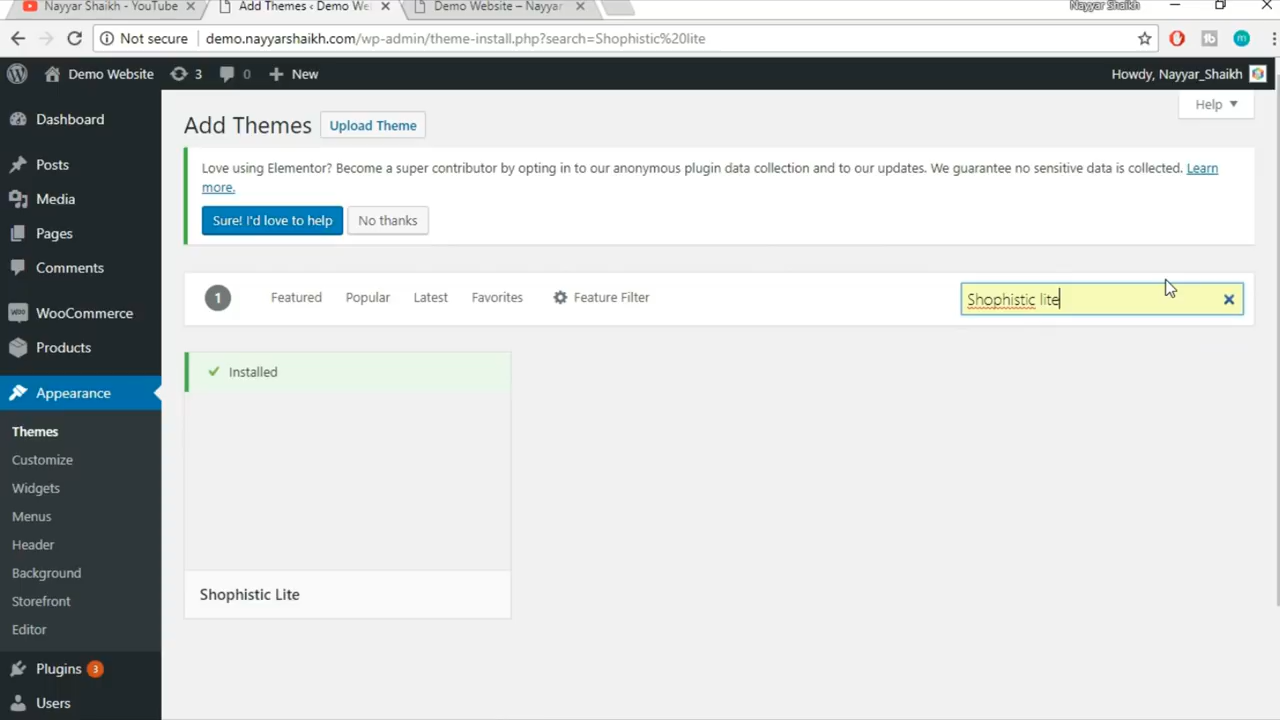 Nayyar Shaikh - YouTube
Add Themes ‹ Demo We
Demo Website – Nayyar
Nayyar Shaikh
Not secure
demo.nayyarshaikh.com/wp-admin/theme-install.php?search=Shophistic%20lite
Demo Website
3
0
New
Howdy, Nayyar_Shaikh
Dashboard
Posts
Media
Pages
Comments
WooCommerce
Products
Appearance
Themes
Customize
Widgets
Menus
Header
Background
Storefront
Editor
Plugins 3
Users
Help
Add Themes
Upload Theme
Love using Elementor? Become a super contributor by opting in to our anonymous plugin data collection and to our updates. We guarantee no sensitive data is collected. Learn
more.
Sure! I'd love to help
No thanks
1
Featured
Popular
Latest
Favorites
Feature Filter
Shophistic lite
Installed
Shophistic Lite